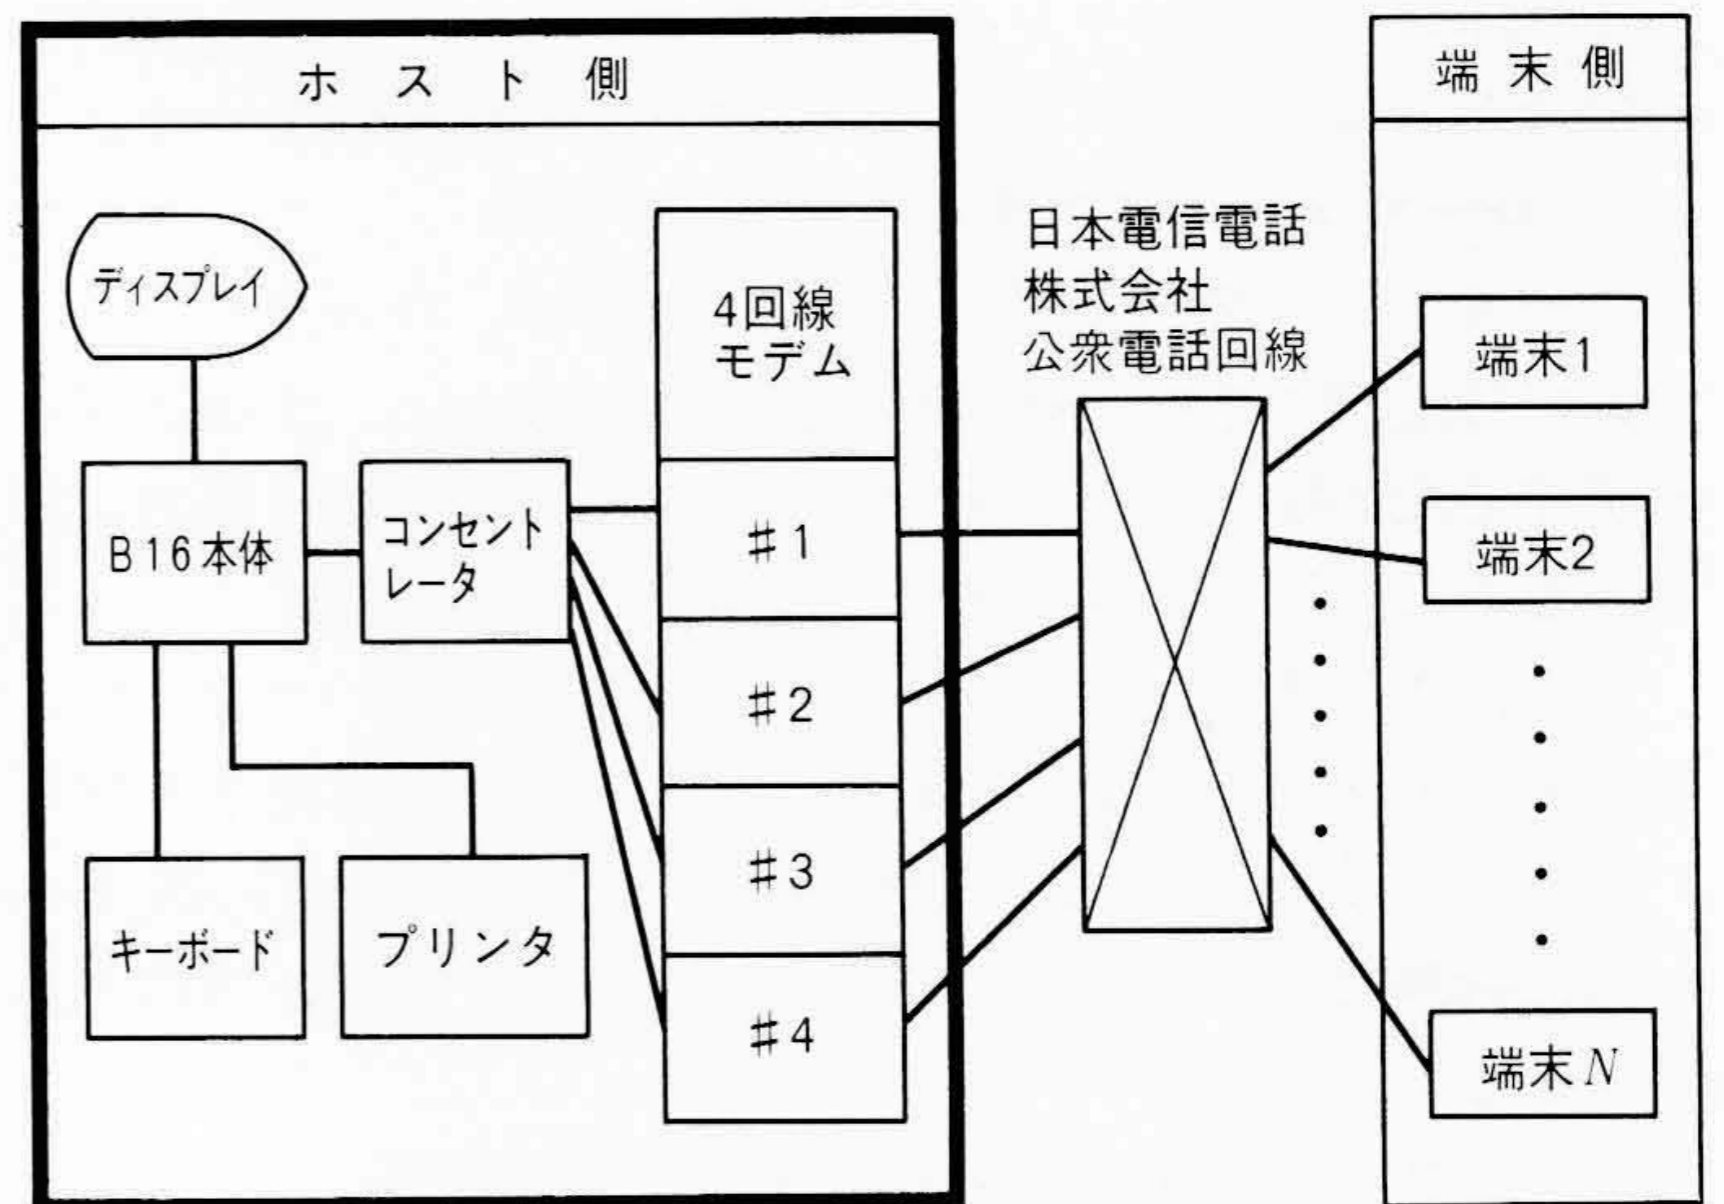 ホスト側
端末側
ディスプレイ
4回線
モデム
日本電信電話
株式会社
公衆電話回線
端末1
B16本体
コンセント
レータ
#1
端末2
#2
#3
キーボード
プリンタ
#4
端末N